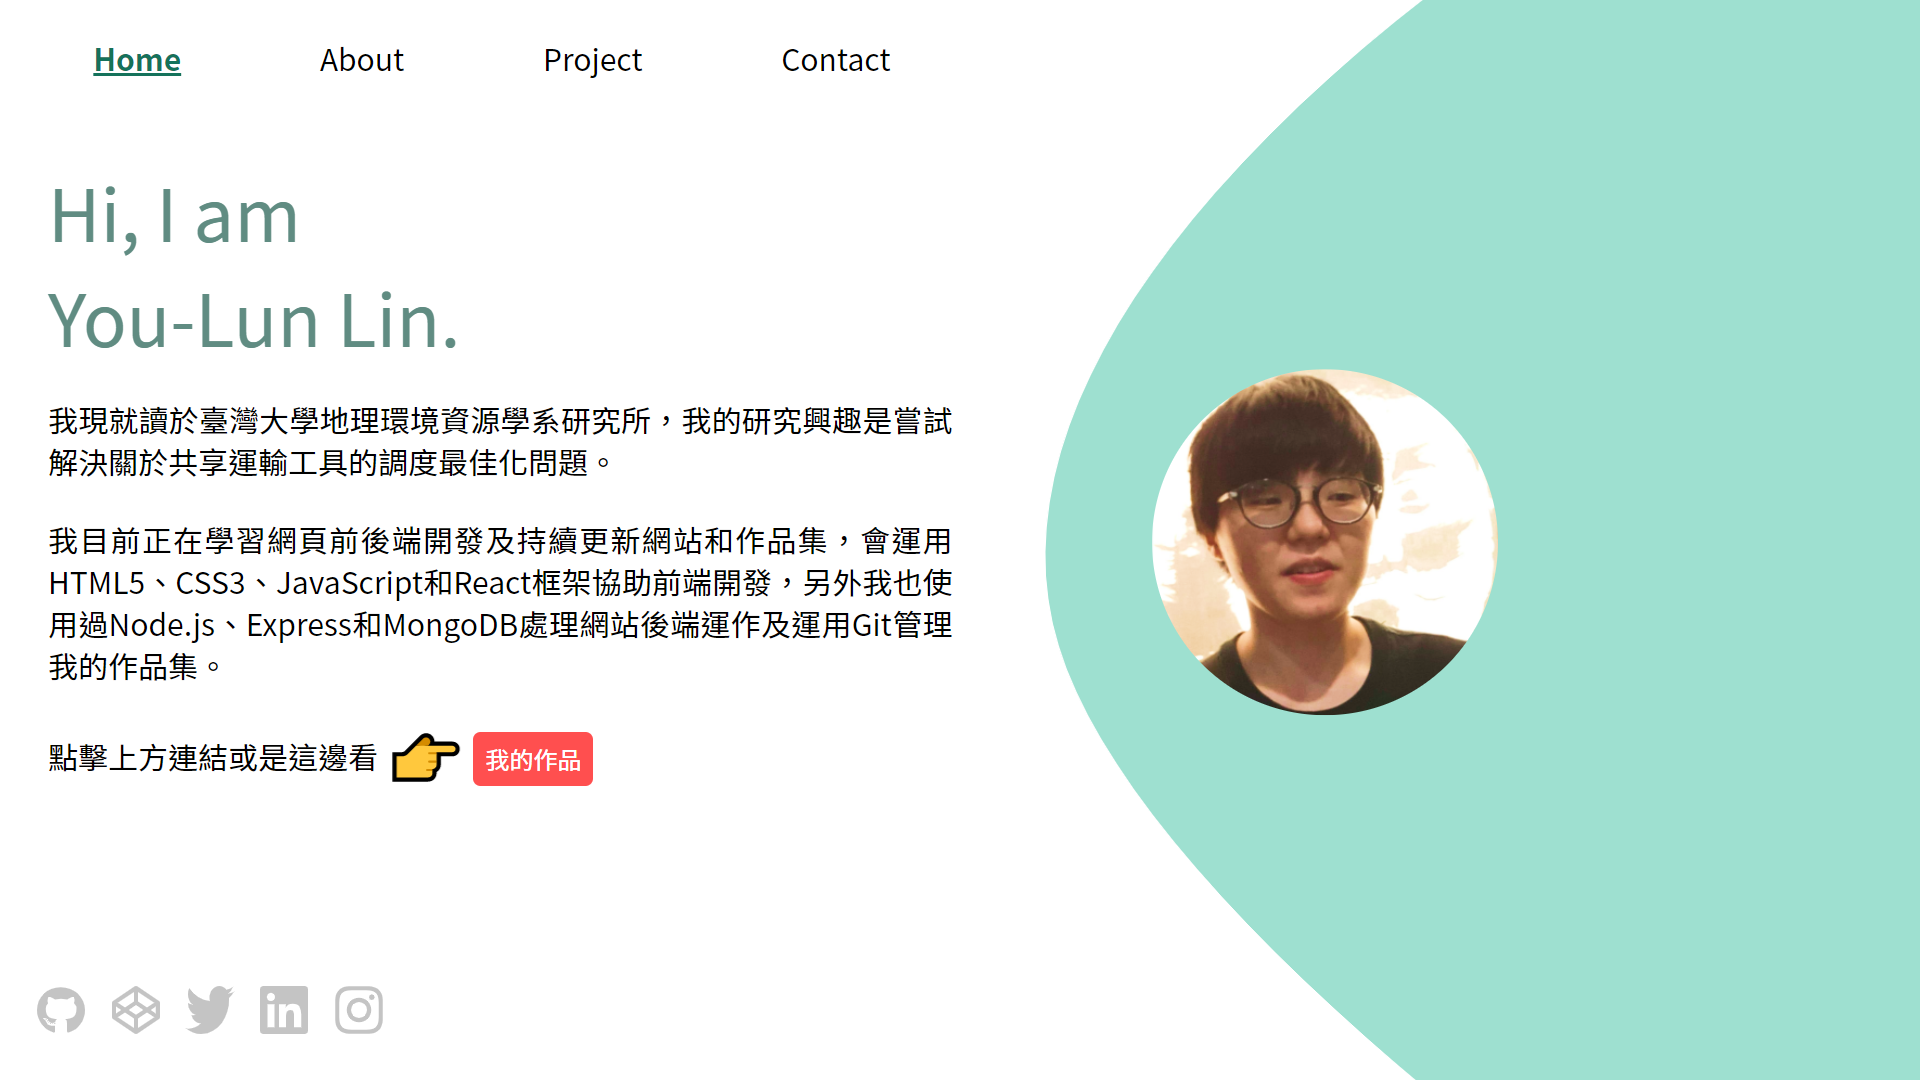 Home About Project Contact
Hi, I am
You-Lun Lin.
我現就讀於臺灣大學地理環境資源學系研究所，我的研究興趣是嘗試
解決關於共享運輸工具的調度最佳化問題。
我目前正在學習網頁前後端開發及持續更新網站和作品集，會運用
HTML5、CSS3、JavaScript和React框架協助前端開發，另外我也使
用過Node.js、Express和MongoDB處理網站後端運作及運用Git管理
我的作品集。
點擊上方連結或是這邊看 我的作品
in